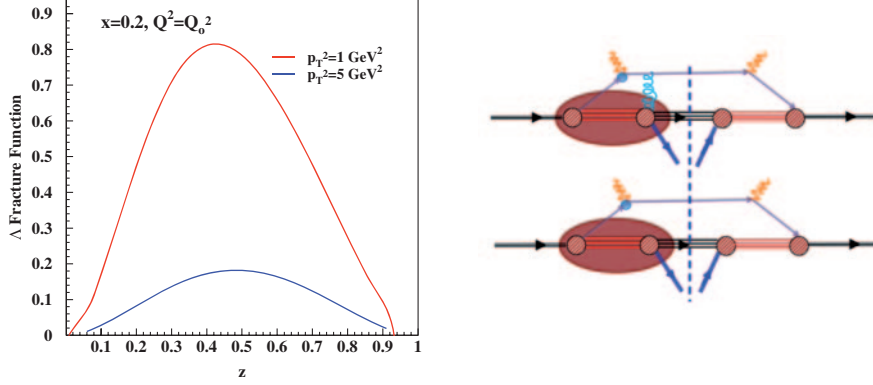 x=0.2, Q²=Qₒ²
p_T²=1 GeV²
p_T²=5 GeV²
Λ Fracture Function
0.9
0.8
0.7
0.6
0.5
0.4
0.3
0.2
0.1
0
0.1 0.2 0.3 0.4 0.5 0.6 0.7 0.8 0.9 1
z